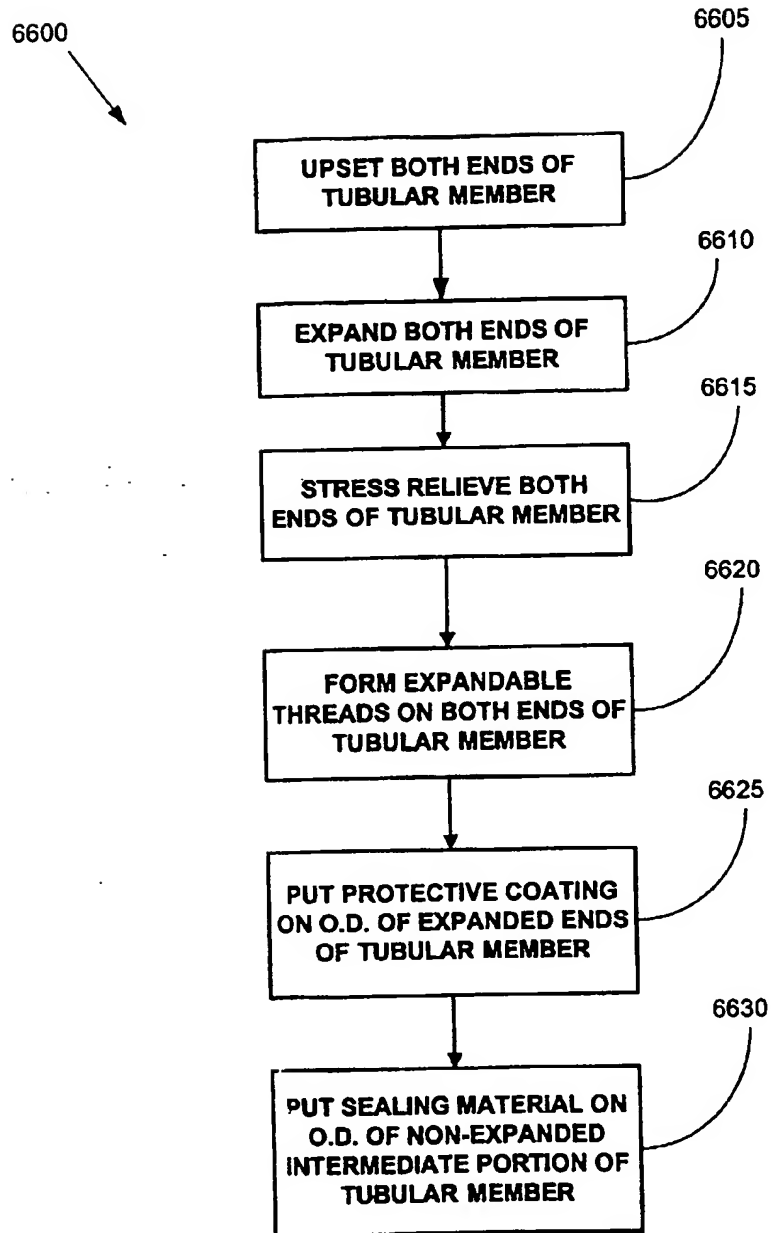 6600
6605
UPSET BOTH ENDS OF
TUBULAR MEMBER
6610
EXPAND BOTH ENDS OF
TUBULAR MEMBER
6615
STRESS RELIEVE BOTH
ENDS OF TUBULAR MEMBER
6620
FORM EXPANDABLE
THREADS ON BOTH ENDS OF
TUBULAR MEMBER
6625
PUT PROTECTIVE COATING
ON O.D. OF EXPANDED ENDS
OF TUBULAR MEMBER
6630
PUT SEALING MATERIAL ON
O.D. OF NON-EXPANDED
INTERMEDIATE PORTION OF
TUBULAR MEMBER